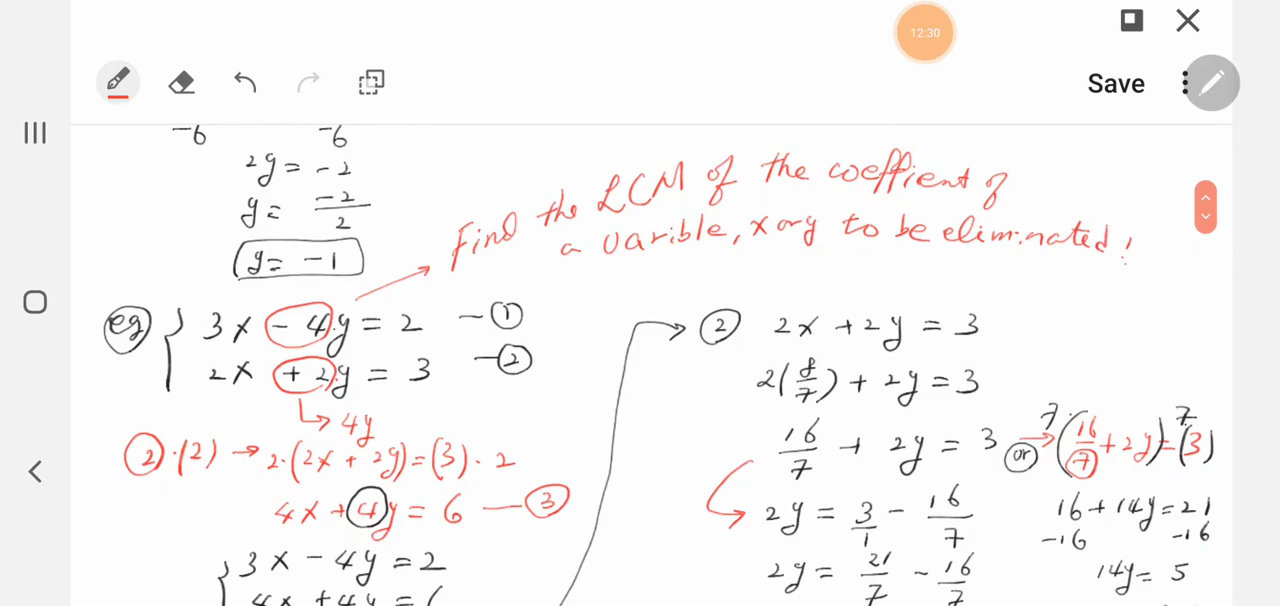 12:30
Save
-6 -6
2y = -2
y = -2/2
y = -1
Find the LCM of the coeffient of
a varible, x or y to be eliminated!
eg 3x - 4y = 2 - ①
2x + 2y = 3 - ②
→ 4y
② · (2) → 2 · (2x + 2y) = (3) · 2
4x + 4y = 6 — ③
3x - 4y = 2
② 2x + 2y = 3
2(8/7) + 2y = 3
16/7 + 2y = 3
2y = 3/1 - 16/7
2y = 21/7 - 16/7
or 7·(16/7 + 2y) = (3) 7
16 + 14y = 21
-16 -16
14y = 5